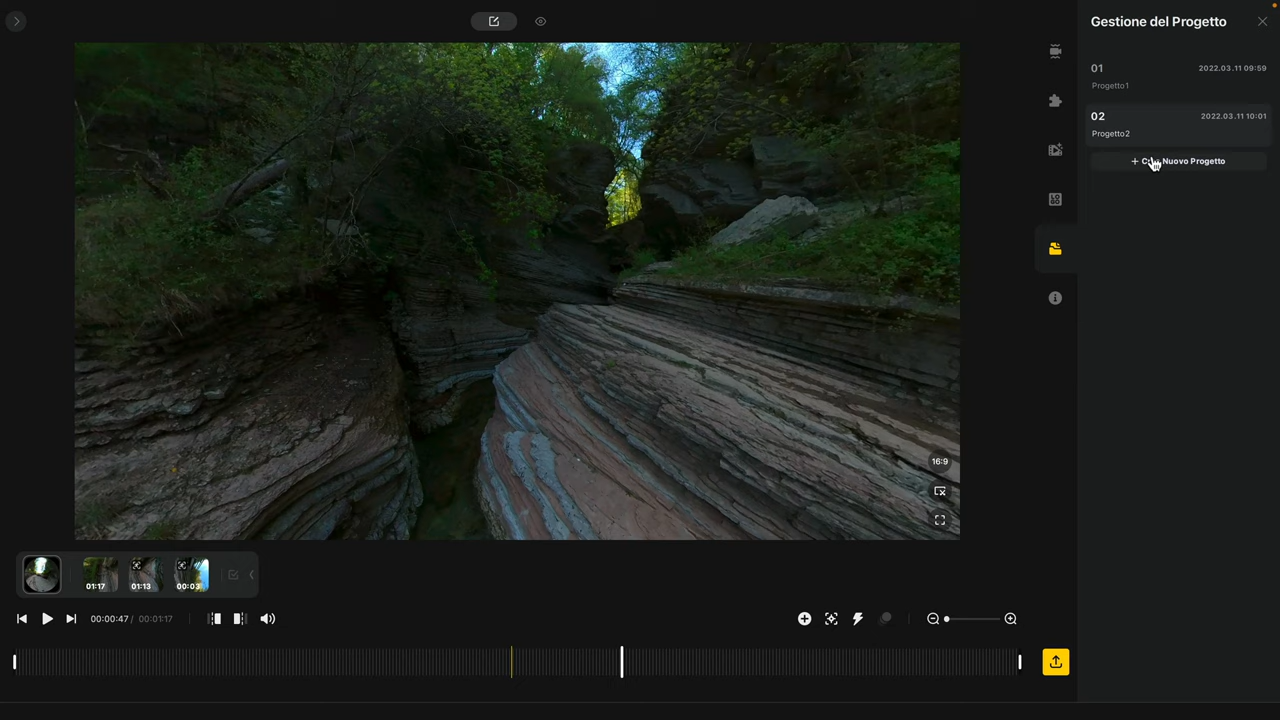 Gestione del Progetto
01 2022.03.11 09:59
Progetto1
02 2022.03.11 10:01
Progetto2
+ Nuovo Progetto
16:9
01:17 01:13 00:03
00:00:47 / 00:01:17